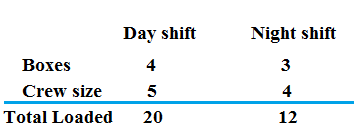 Day shift Night shift
Boxes 4 3
Crew size 5 4
Total Loaded 20 12